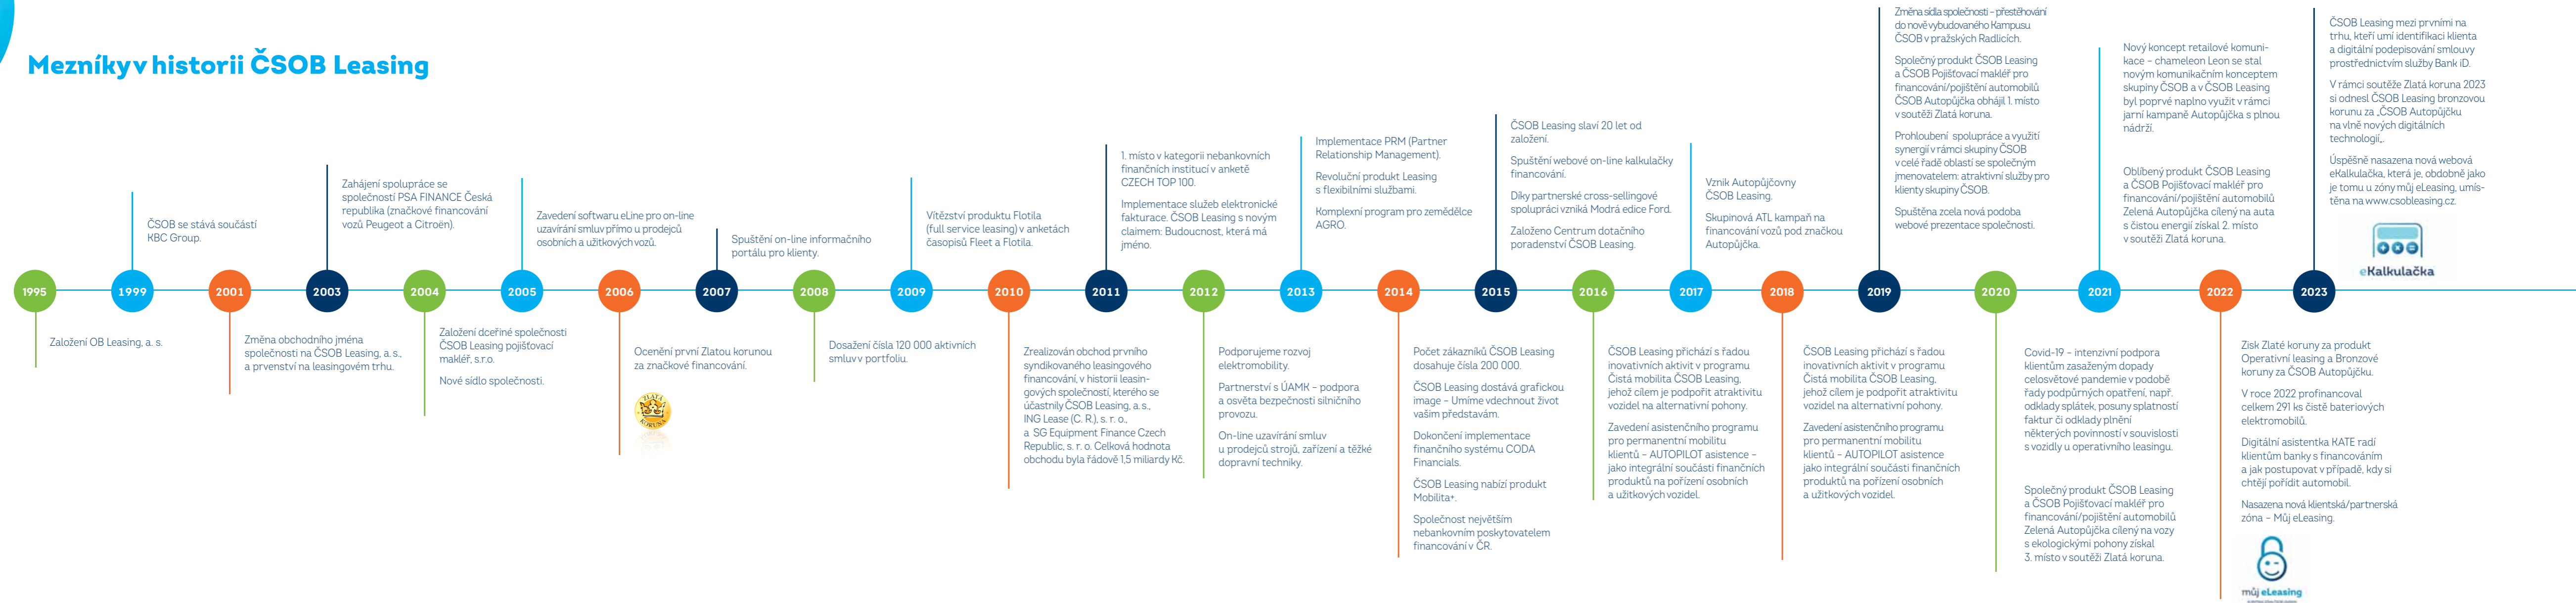 Mezníky v historii ČSOB Leasing
1995
Založení OB Leasing, a. s.
1999
ČSOB se stává součástí
KBC Group.
2001
Změna obchodního jména
společnosti na ČSOB Leasing, a. s.,
a prvenství na leasingovém trhu.
2003
Zahájení spolupráce se
společností PSA FINANCE Česká
republika (značkové financování
vozů Peugeot a Citroën).
2004
Založení dceřiné společnosti
ČSOB Leasing pojišťovací
makléř, s.r.o.
Nové sídlo společnosti.
2005
Zavedení softwaru eLine pro on-line
uzavírání smluv přímo u prodejců
osobních a užitkových vozů.
2006
Ocenění první Zlatou korunou
za značkové financování.
ZLATÁ
KORUNA
2007
Spuštění on-line informačního
portálu pro klienty.
2008
Dosažení čísla 120 000 aktivních
smluv v portfoliu.
2009
Vítězství produktu Flotila
(full service leasing) v anketách
časopisů Fleet a Flotila.
2010
Zrealizován obchod prvního
syndikovaného leasingového
financování, v historii leasin-
gových společností, kterého se
účastnily ČSOB Leasing, a. s.,
ING Lease (C. R.), s. r. o.,
a SG Equipment Finance Czech
Republic, s. r. o. Celková hodnota
obchodu byla řádově 1,5 miliardy Kč.
2011
1. místo v kategorii nebankovních
finančních institucí v anketě
CZECH TOP 100.
Implementace služeb elektronické
fakturace. ČSOB Leasing s novým
claimem: Budoucnost, která má
jméno.
2012
Podporujeme rozvoj
elektromobility.
Partnerství s ÚAMK – podpora
a osvěta bezpečnosti silničního
provozu.
On-line uzavírání smluv
u prodejců strojů, zařízení a těžké
dopravní techniky.
2013
Implementace PRM (Partner
Relationship Management).
Revoluční produkt Leasing
s flexibilními službami.
Komplexní program pro zemědělce
AGRO.
2014
Počet zákazníků ČSOB Leasing
dosahuje čísla 200 000.
ČSOB Leasing dostává grafickou
image – Umíme vdechnout život
vašim představám.
Dokončení implementace
finančního systému CODA
Financials.
ČSOB Leasing nabízí produkt
Mobilita+.
Společnost největším
nebankovním poskytovatelem
financování v ČR.
2015
ČSOB Leasing slaví 20 let od
založení.
Spuštění webové on-line kalkulačky
financování.
Díky partnerské cross-sellingové
spolupráci vzniká Modrá edice Ford.
Založeno Centrum dotačního
poradenství ČSOB Leasing.
2016
ČSOB Leasing přichází s řadou
inovativních aktivit v programu
Čistá mobilita ČSOB Leasing,
jehož cílem je podpořit atraktivitu
vozidel na alternativní pohony.
Zavedení asistenčního programu
pro permanentní mobilitu
klientů – AUTOPILOT asistence –
jako integrální součásti finančních
produktů na pořízení osobních
a užitkových vozidel.
2017
Vznik Autopůjčovny
ČSOB Leasing.
Skupinová ATL kampaň na
financování vozů pod značkou
Autopůjčka.
2018
ČSOB Leasing přichází s řadou
inovativních aktivit v programu
Čistá mobilita ČSOB Leasing,
jehož cílem je podpořit atraktivitu
vozidel na alternativní pohony.
Zavedení asistenčního programu
pro permanentní mobilitu
klientů – AUTOPILOT asistence
jako integrální součásti finančních
produktů na pořízení osobních
a užitkových vozidel.
2019
Změna sídla společnosti – přestěhování
do nově vybudovaného Kampusu
ČSOB v pražských Radlicích.
Společný produkt ČSOB Leasing
a ČSOB Pojišťovací makléř pro
financování/pojištění automobilů
ČSOB Autopůjčka obhájil 1. místo
v soutěži Zlatá koruna.
Prohloubení spolupráce a využití
synergií v rámci skupiny ČSOB
v celé řadě oblastí se společným
jmenovatelem: atraktivní služby pro
klienty skupiny ČSOB.
Spuštěna zcela nová podoba
webové prezentace společnosti.
2020
Covid-19 – intenzivní podpora
klientům zasaženým dopady
celosvětové pandemie v podobě
řady podpůrných opatření, např.
odklady splátek, posuny splatností
faktur či odklady plnění
některých povinností v souvislosti
s vozidly u operativního leasingu.
Společný produkt ČSOB Leasing
a ČSOB Pojišťovací makléř pro
financování/pojištění automobilů
Zelená Autopůjčka cílený na vozy
s ekologickými pohony získal
3. místo v soutěži Zlatá koruna.
2021
Nový koncept retailové komuni-
kace – chameleon Leon se stal
novým komunikačním konceptem
skupiny ČSOB a v ČSOB Leasing
byl poprvé naplno využit v rámci
jarní kampaně Autopůjčka s plnou
nádrží.
Oblíbený produkt ČSOB Leasing
a ČSOB Pojišťovací makléř pro
financování/pojištění automobilů
Zelená Autopůjčka cílený na auta
s čistou energií získal 2. místo
v soutěži Zlatá koruna.
2022
Zisk Zlaté koruny za produkt
Operativní leasing a Bronzové
koruny za ČSOB Autopůjčku.
V roce 2022 profinancoval
celkem 291 ks čistě bateriových
elektromobilů.
Digitální asistentka KATE radí
klientům banky s financováním
a jak postupovat v případě, kdy si
chtějí pořídit automobil.
Nasazena nová klientská/partnerská
zóna – Můj eLeasing.
můj eLeasing
2023
ČSOB Leasing mezi prvními na
trhu, kteří umí identifikaci klienta
a digitální podepisování smlouvy
prostřednictvím služby Bank iD.
V rámci soutěže Zlatá koruna 2023
si odnesl ČSOB Leasing bronzovou
korunu za „ČSOB Autopůjčku
na vlně nových digitálních
technologií„.
Úspěšně nasazena nová webová
eKalkulačka, která je, obdobně jako
je tomu u zóny můj eLeasing, umís-
těna na www.csobleasing.cz.
eKalkulačka